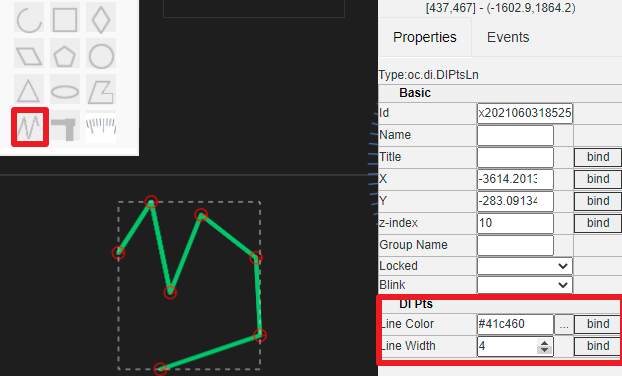 [437,467] - (-1602.9,1864.2)
Properties Events
Type:oc.di.DIPtsLn
Basic
Id x2021060318525
Name
Title bind
X -3614.2013 bind
Y -283.09134 bind
z-index 10 bind
Group Name
Locked
Blink
DI Pts
Line Color #41c460 ... bind
Line Width 4 bind